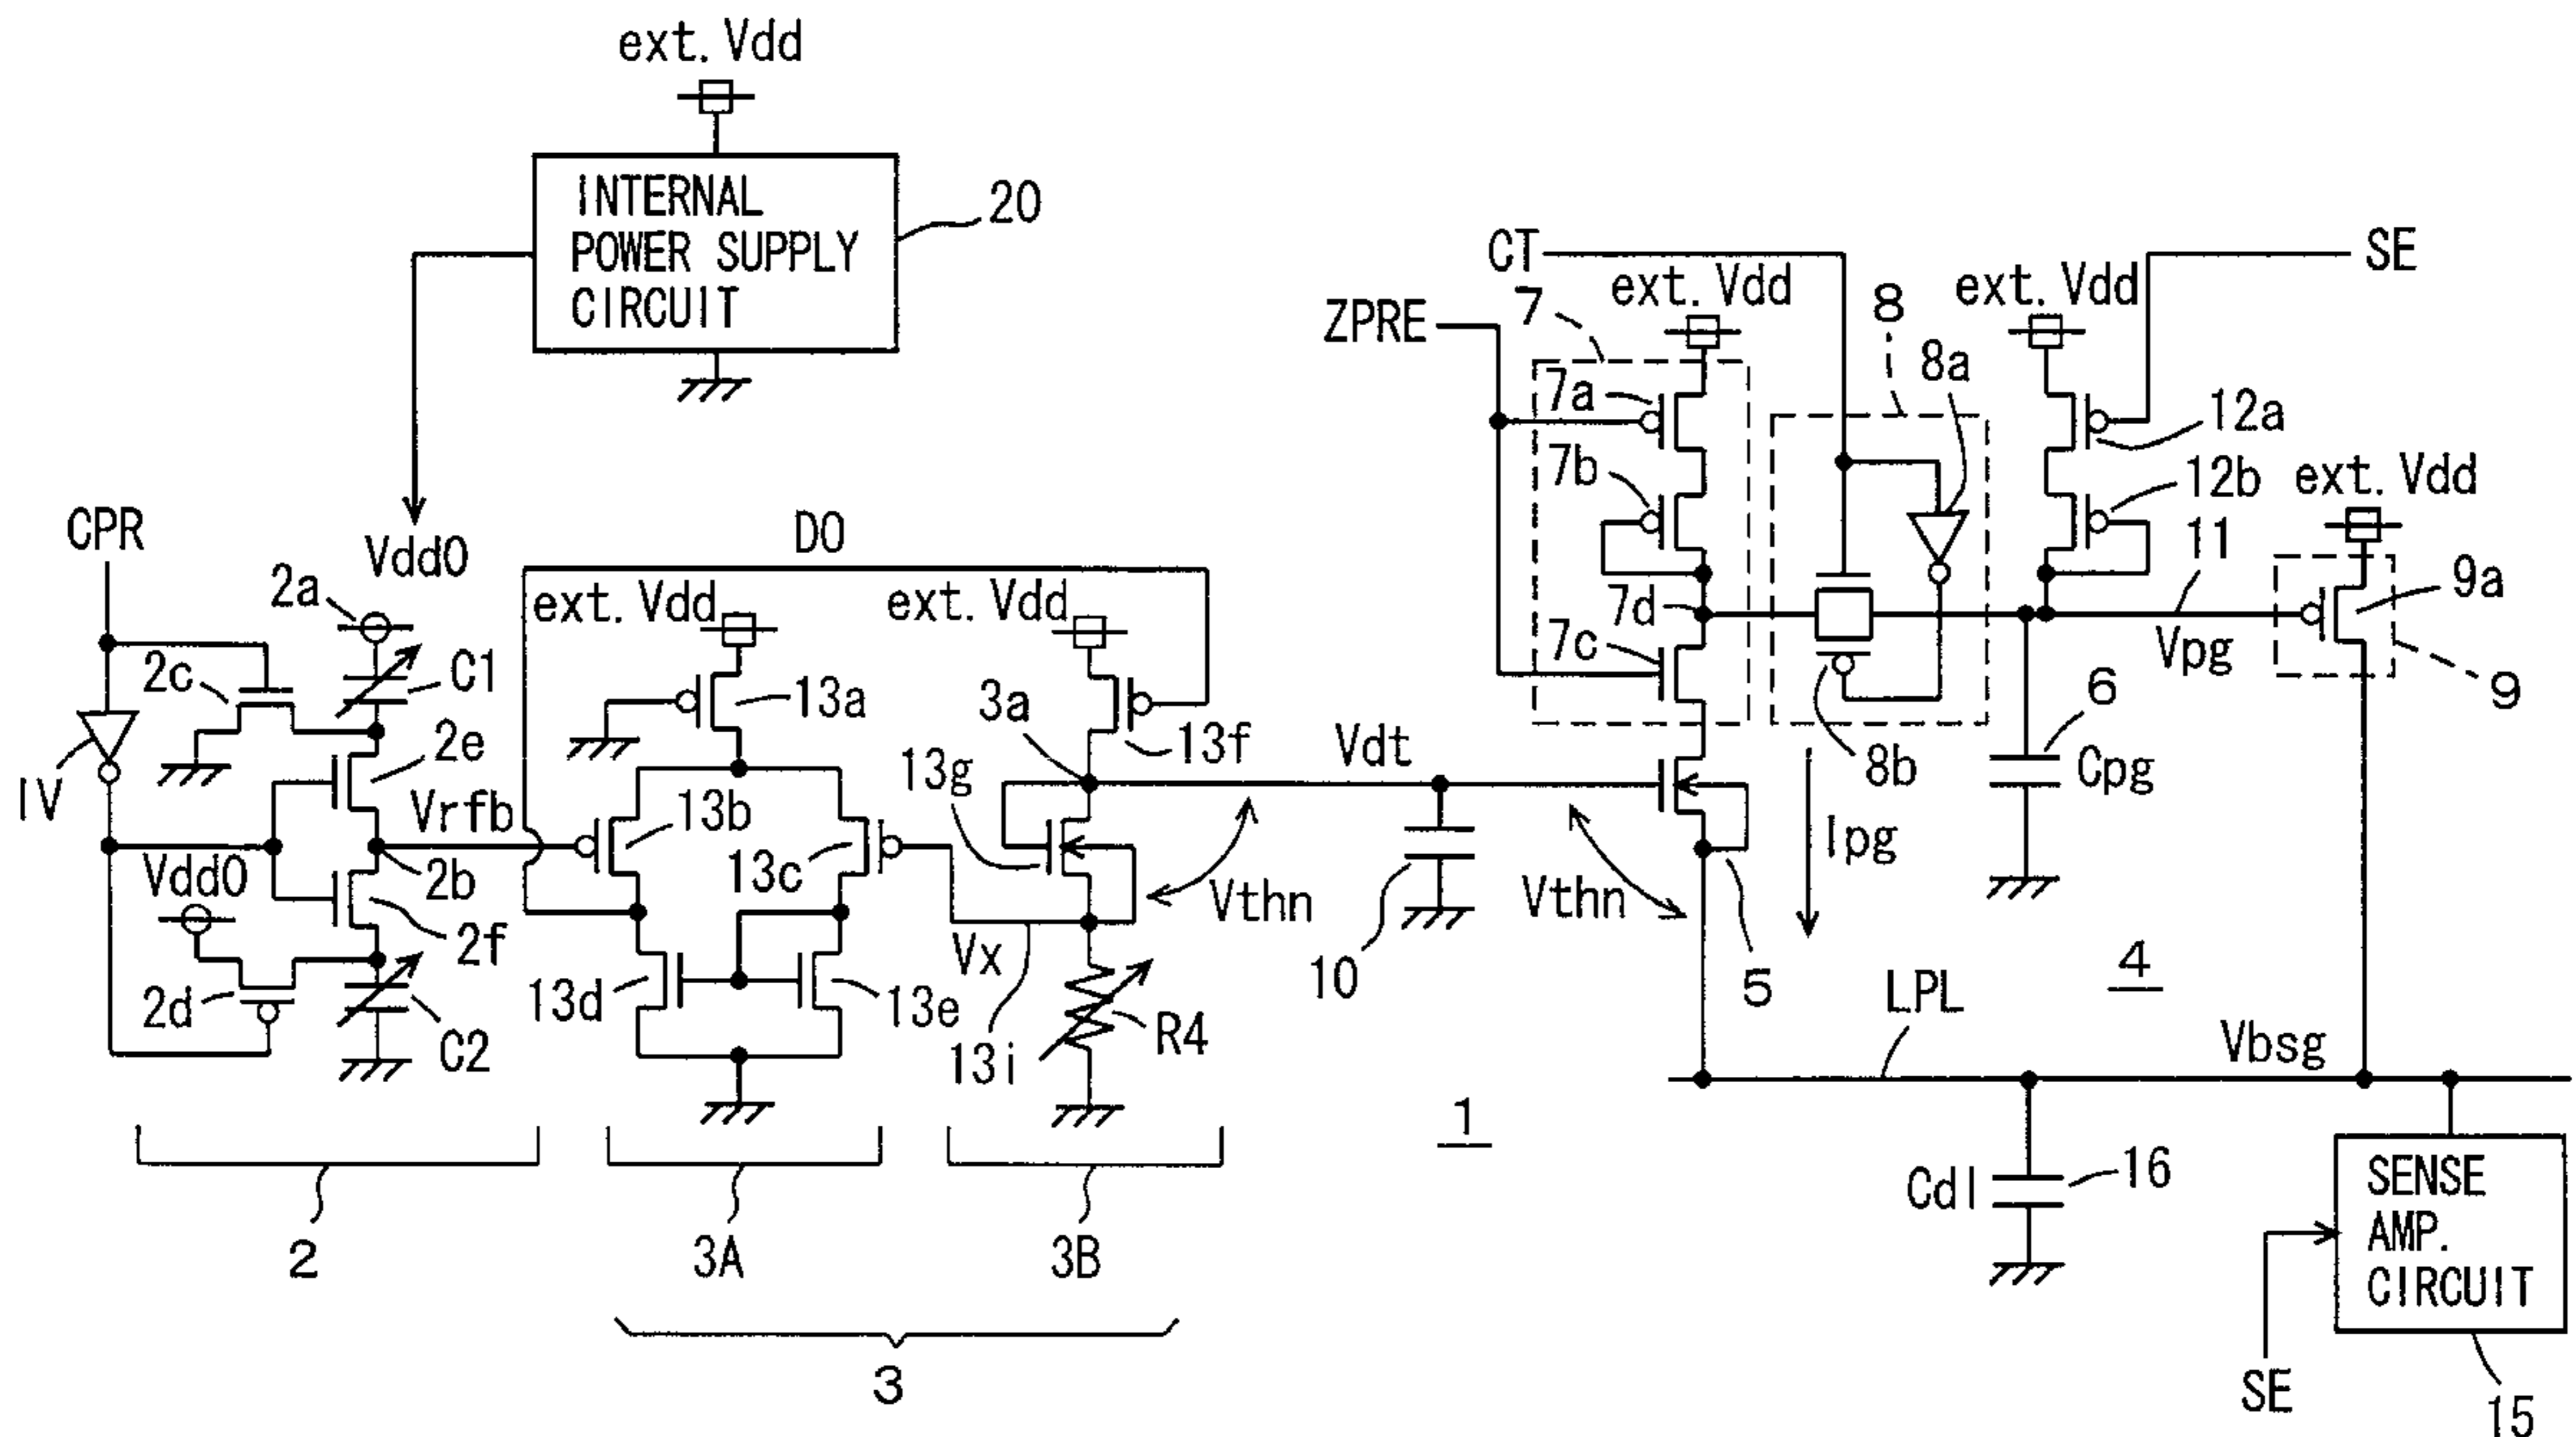 ext. Vdd
INTERNAL
POWER SUPPLY
CIRCUIT
20
CPR
Vdd0
2a
2c
C1
IV
2e
Vrfb
Vdd0
2b
2f
2d
C2
2
D0
ext. Vdd
ext. Vdd
13a
13b
13c
13d
13e
3a
13f
13g
Vx
13i
Vthn
R4
3A
3B
3
Vdt
10
Vthn
5
1
CT
ZPRE
7
ext. Vdd
8
ext. Vdd
SE
7a
7b
7c
7d
8a
8b
12a
12b
11
ext. Vdd
9a
Vpg
9
6
Cpg
Ipg
4
LPL
Vbsg
Cdl
16
SENSE
AMP.
CIRCUIT
SE
15